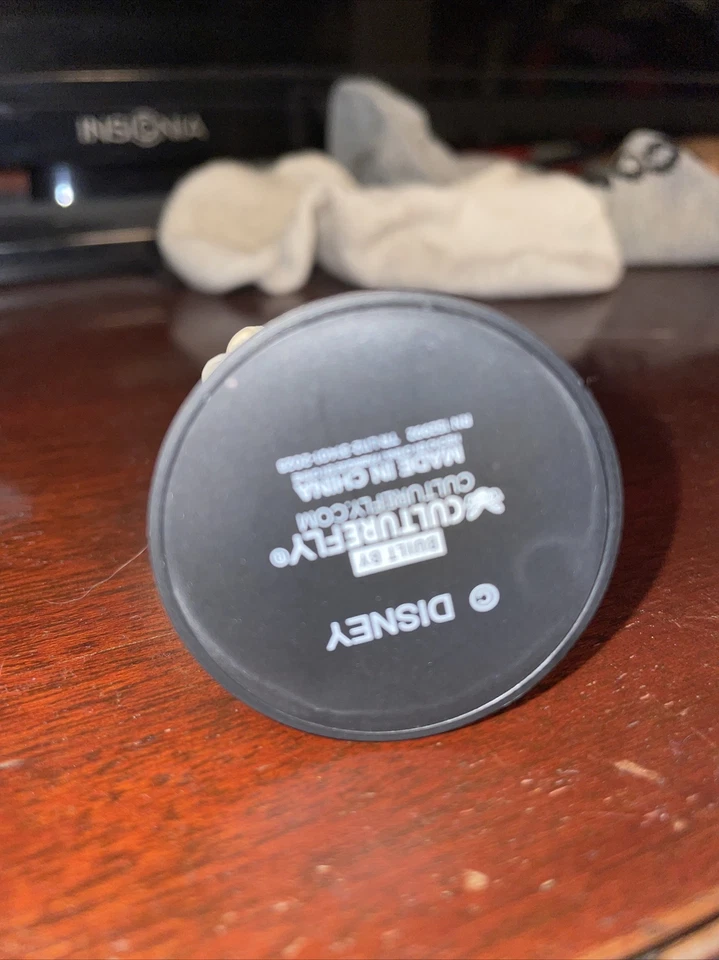 INSIGNIA
© DISNEY
BUILT BY
CULTUREFLY®
CULTUREFLY.COM
MADE IN CHINA